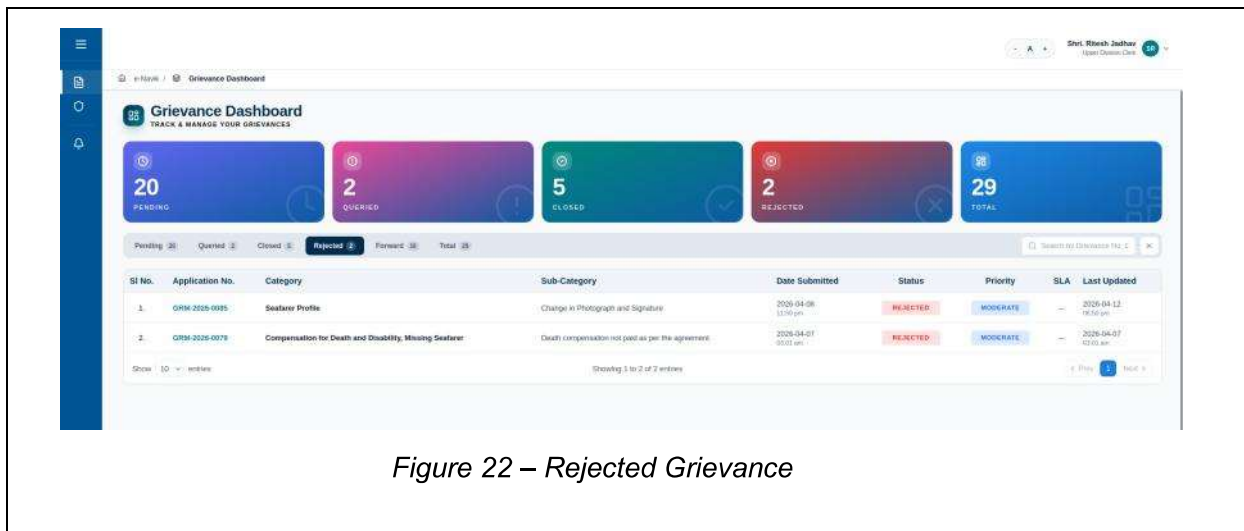 - A +
Shri. Ritesh Jadhav
SR
/ Grievance Dashboard
Grievance Dashboard
TRACK & MANAGE YOUR GRIEVANCES
20
PENDING
2
QUERIED
5
CLOSED
2
REJECTED
29
TOTAL
Pending 20 Queried 2 Closed 5 Rejected 2 Forward Total 29
Search by Grievance No,
Sl No. Application No. Category Sub-Category Date Submitted Status Priority SLA Last Updated
1. GRM-2026-0085 Seafarer Profile Change in Photograph and Signature 2026-04-08 REJECTED MODERATE — 2026-04-12
2. Compensation for Death and Disability, Missing Seafarer Death compensation not paid as per the agreement 2026-04-07 REJECTED MODERATE — 2026-04-07
Show 10 entries Showing 1 to 2 of 2 entries Prev 1 Next
Figure 22 – Rejected Grievance